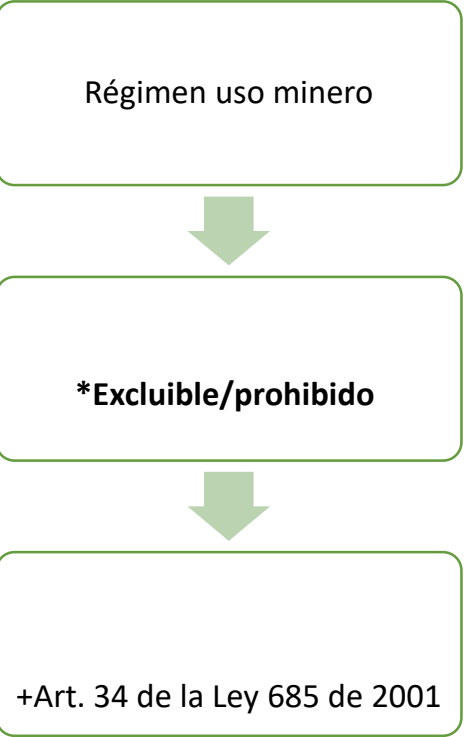 Régimen uso minero
*Excluible/prohibido
+Art. 34 de la Ley 685 de 2001